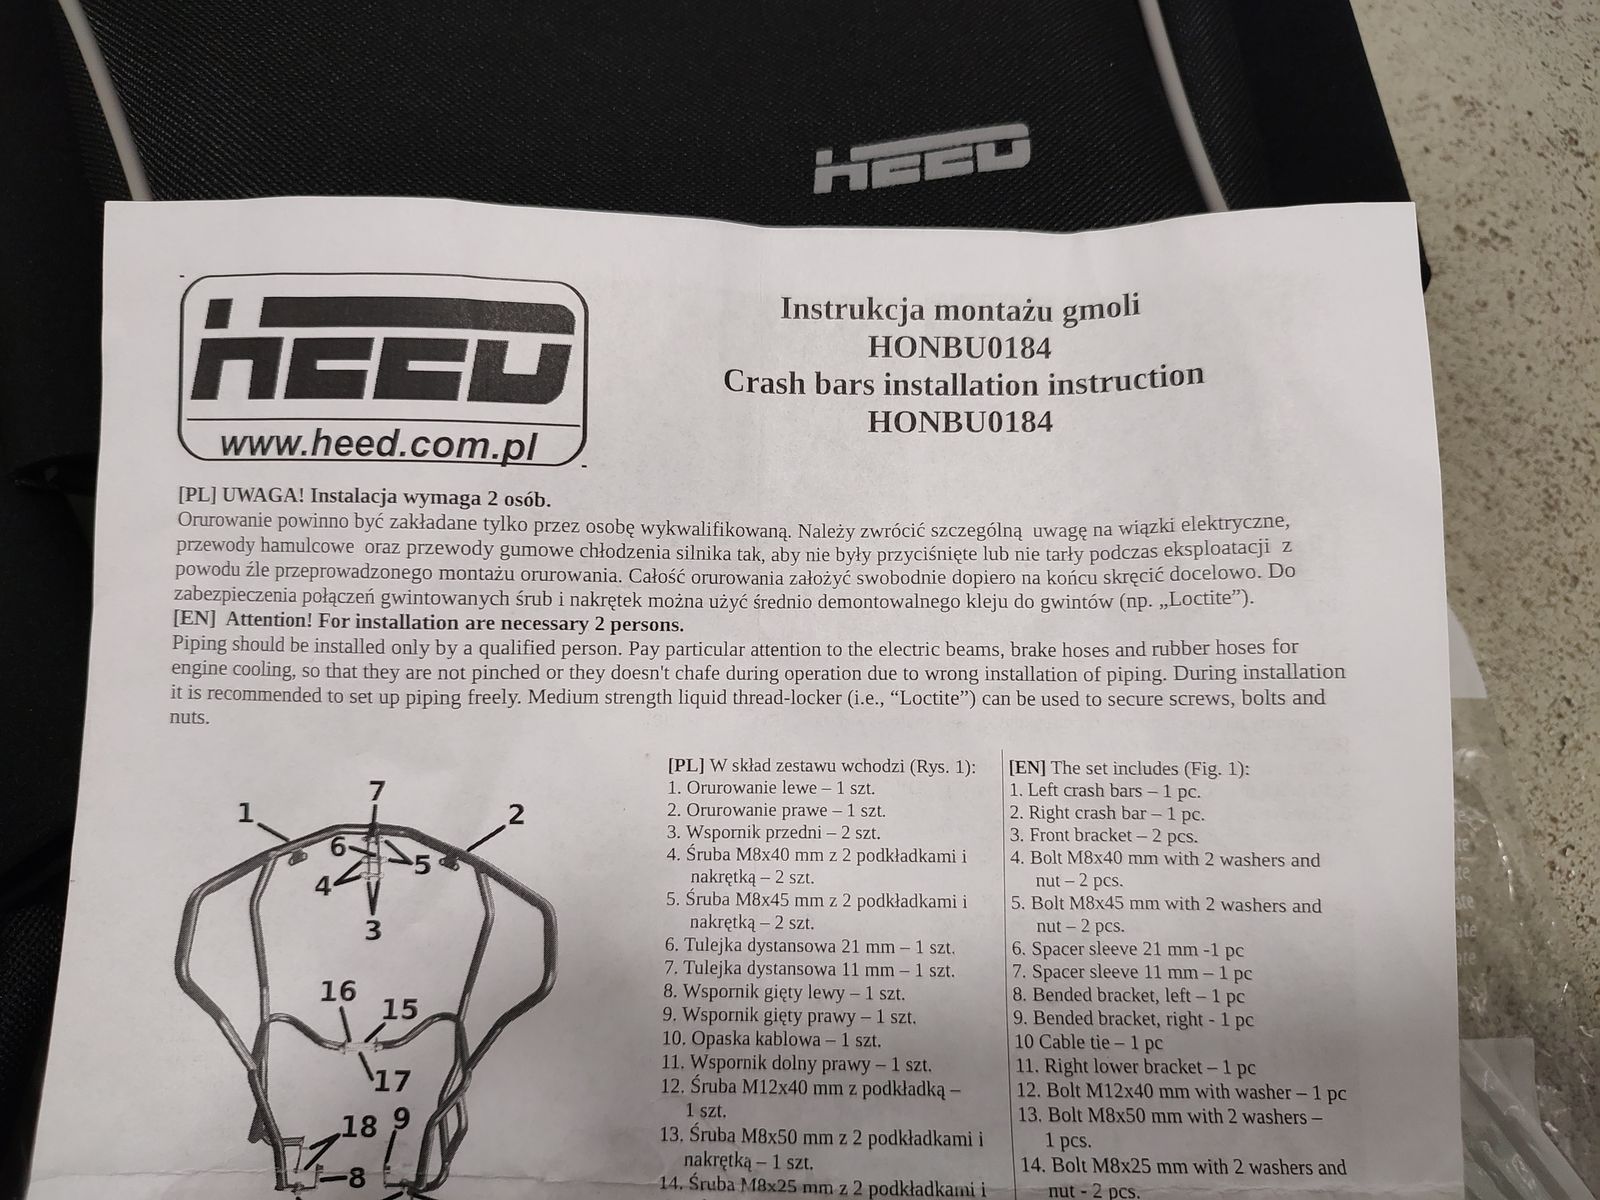 HEED
HEED
www.heed.com.pl
Instrukcja montażu gmoli
HONBU0184
Crash bars installation instruction
HONBU0184
[PL] UWAGA! Instalacja wymaga 2 osób.
Orurowanie powinno być zakładane tylko przez osobę wykwalifikowaną. Należy zwrócić szczególną uwagę na wiązki elektryczne,
przewody hamulcowe oraz przewody gumowe chłodzenia silnika tak, aby nie były przyciśnięte lub nie tarły podczas eksploatacji z
powodu źle przeprowadzonego montażu orurowania. Całość orurowania założyć swobodnie dopiero na końcu skręcić docelowo. Do
zabezpieczenia połączeń gwintowanych śrub i nakrętek można użyć średnio demontowalnego kleju do gwintów (np. „Loctite”).
[EN] Attention! For installation are necessary 2 persons.
Piping should be installed only by a qualified person. Pay particular attention to the electric beams, brake hoses and rubber hoses for
engine cooling, so that they are not pinched or they doesn't chafe during operation due to wrong installation of piping. During installation
it is recommended to set up piping freely. Medium strength liquid thread-locker (i.e., “Loctite”) can be used to secure screws, bolts and
nuts.
7
1
2
6
5
4
3
16
15
17
18
9
8
[PL] W skład zestawu wchodzi (Rys. 1):
1. Orurowanie lewe – 1 szt.
2. Orurowanie prawe – 1 szt.
3. Wspornik przedni – 2 szt.
4. Śruba M8x40 mm z 2 podkładkami i
nakrętką – 2 szt.
5. Śruba M8x45 mm z 2 podkładkami i
nakrętką – 2 szt.
6. Tulejka dystansowa 21 mm – 1 szt.
7. Tulejka dystansowa 11 mm – 1 szt.
8. Wspornik gięty lewy – 1 szt.
9. Wspornik gięty prawy – 1 szt.
10. Opaska kablowa – 1 szt.
11. Wspornik dolny prawy – 1 szt.
12. Śruba M12x40 mm z podkładką –
1 szt.
13. Śruba M8x50 mm z 2 podkładkami i
nakrętką – 1 szt.
14. Śruba M8x25 mm z 2 podkładkami i
[EN] The set includes (Fig. 1):
1. Left crash bars – 1 pc.
2. Right crash bar – 1 pc.
3. Front bracket – 2 pcs.
4. Bolt M8x40 mm with 2 washers and
nut – 2 pcs.
5. Bolt M8x45 mm with 2 washers and
nut – 2 pcs.
6. Spacer sleeve 21 mm -1 pc
7. Spacer sleeve 11 mm – 1 pc
8. Bended bracket, left – 1 pc
9. Bended bracket, right - 1 pc
10 Cable tie – 1 pc
11. Right lower bracket – 1 pc
12. Bolt M12x40 mm with washer – 1 pc
13. Bolt M8x50 mm with 2 washers –
1 pcs.
14. Bolt M8x25 mm with 2 washers and
nut - 2 pcs.